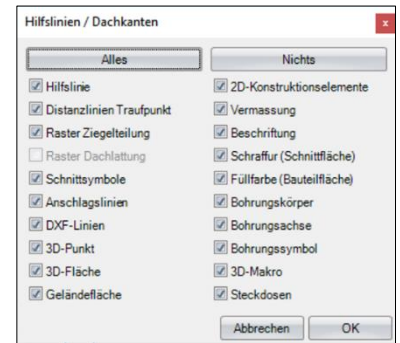 Hilfslinien / Dachkanten
x
Alles
Nichts
Hilfslinie
2D-Konstruktionselemente
Distanzlinien Traufpunkt
Vermassung
Raster Ziegelteilung
Beschriftung
Raster Dachlattung
Schraffur (Schnittfläche)
Schnittsymbole
Füllfarbe (Bauteilfläche)
Anschlagslinien
Bohrungskörper
DXF-Linien
Bohrungsachse
3D-Punkt
Bohrungssymbol
3D-Fläche
3D-Makro
Geländefläche
Steckdosen
Abbrechen
OK